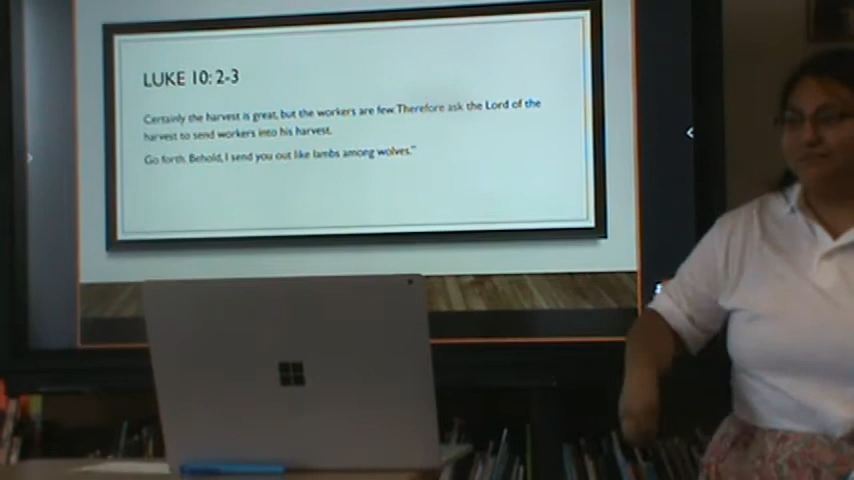 LUKE 10: 2-3
Certainly the harvest is great, but the workers are few. Therefore ask the Lord of the
harvest to send workers into his harvest.
Go forth. Behold, I send you out like lambs among wolves."